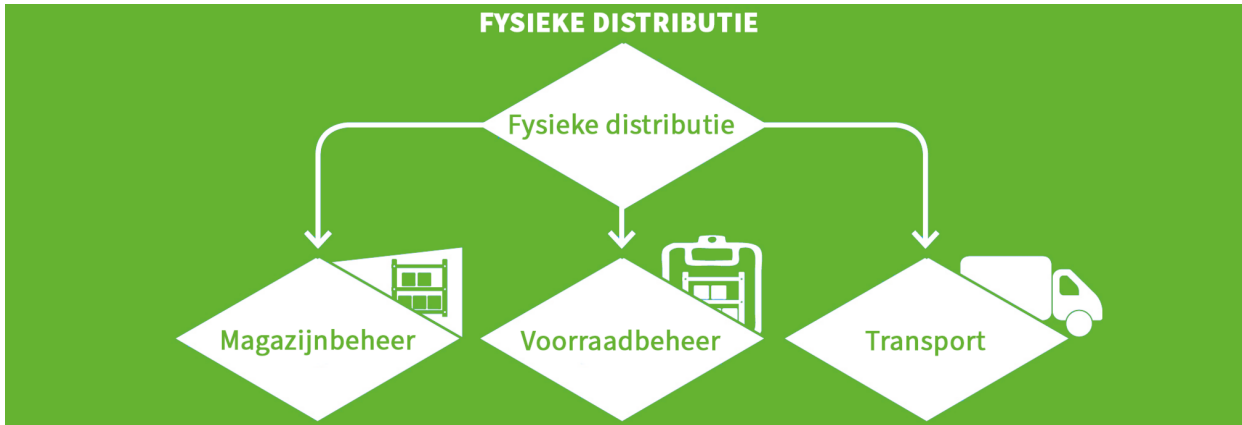 FYSIEKE DISTRIBUTIE
Fysieke distributie
Magazijnbeheer
Voorraadbeheer
Transport